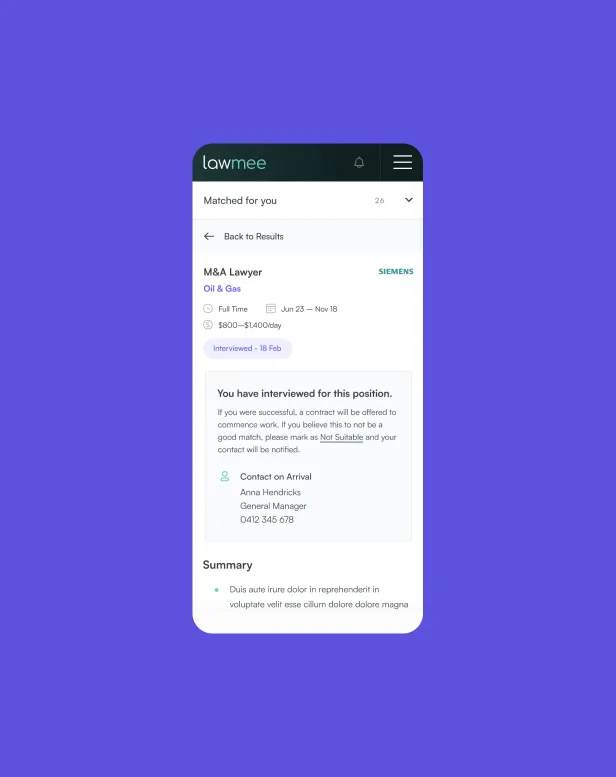 lawmee
Matched for you 26
Back to Results
M&A Lawyer SIEMENS
Oil & Gas
Full Time Jun 23 – Nov 18
$800–$1,400/day
Interviewed - 18 Feb
You have interviewed for this position.
If you were successful, a contract will be offered to
commence work. If you believe this to not be a
good match, please mark as Not Suitable and your
contact will be notified.
Contact on Arrival
Anna Hendricks
General Manager
0412 345 678
Summary
Duis aute irure dolor in reprehenderit in
voluptate velit esse cillum dolore dolore magna